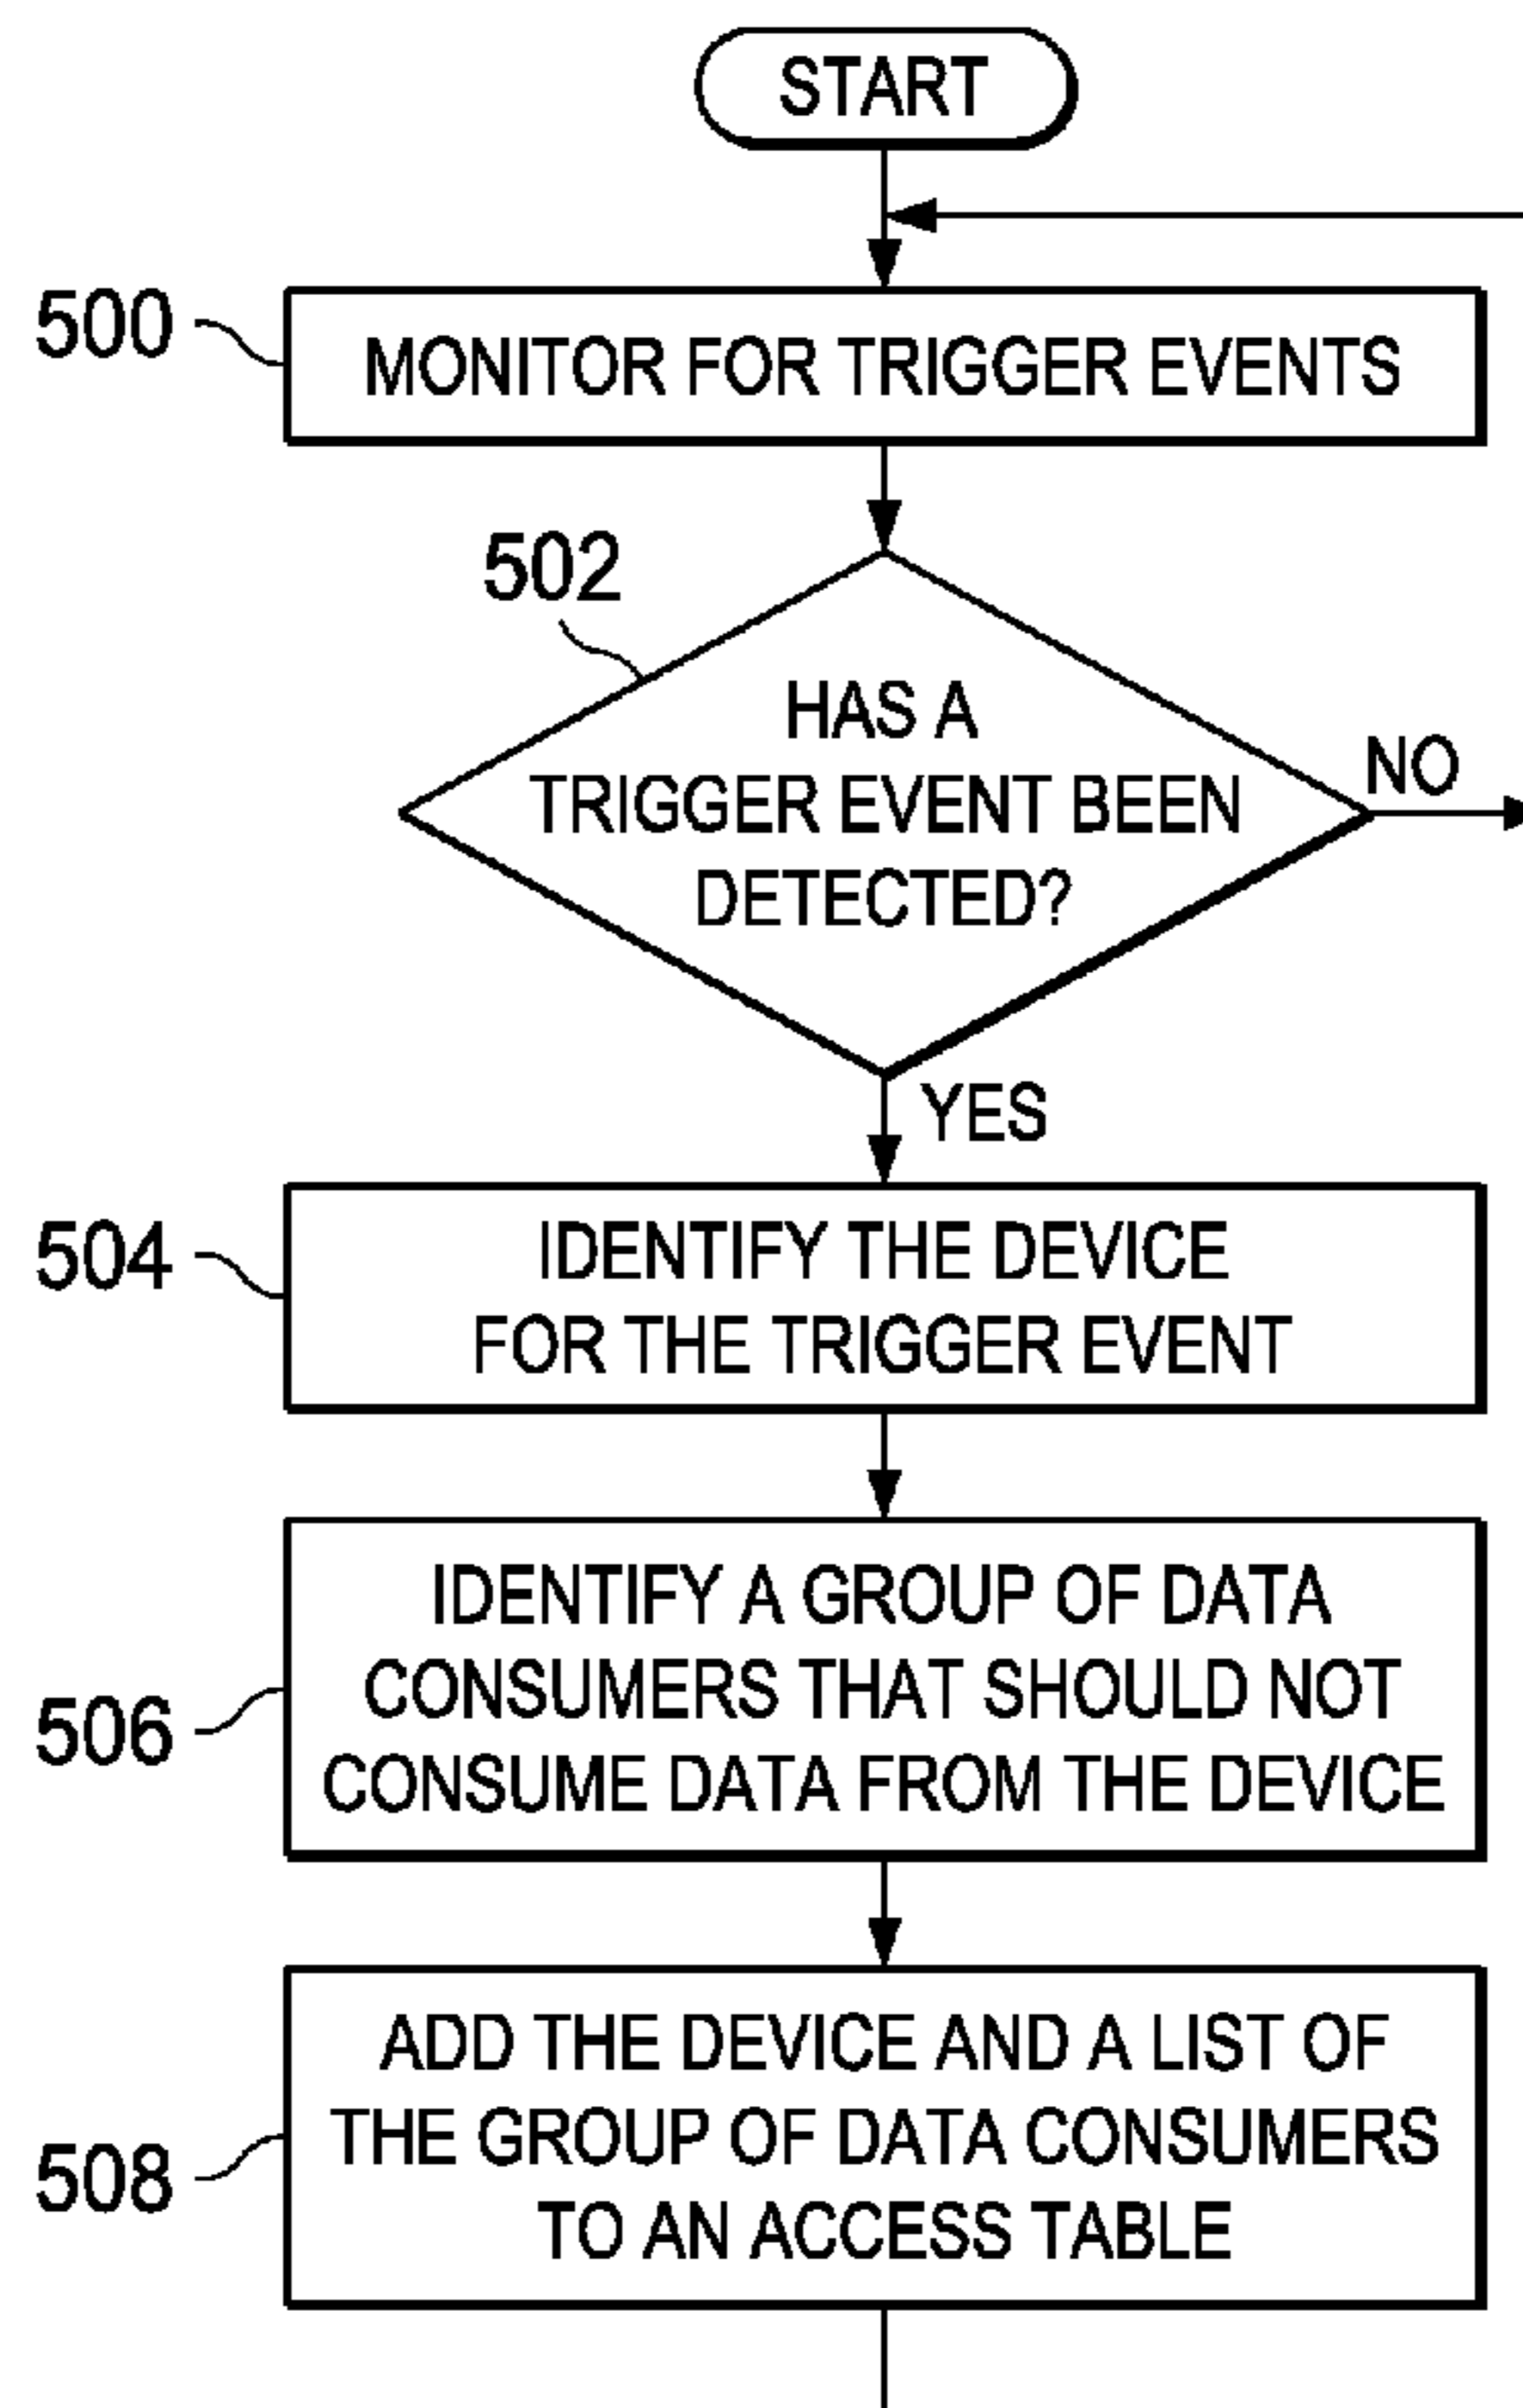 START
500
MONITOR FOR TRIGGER EVENTS
502
HAS A
TRIGGER EVENT BEEN
DETECTED?
NO
YES
504
IDENTIFY THE DEVICE
FOR THE TRIGGER EVENT
506
IDENTIFY A GROUP OF DATA
CONSUMERS THAT SHOULD NOT
CONSUME DATA FROM THE DEVICE
508
ADD THE DEVICE AND A LIST OF
THE GROUP OF DATA CONSUMERS
TO AN ACCESS TABLE